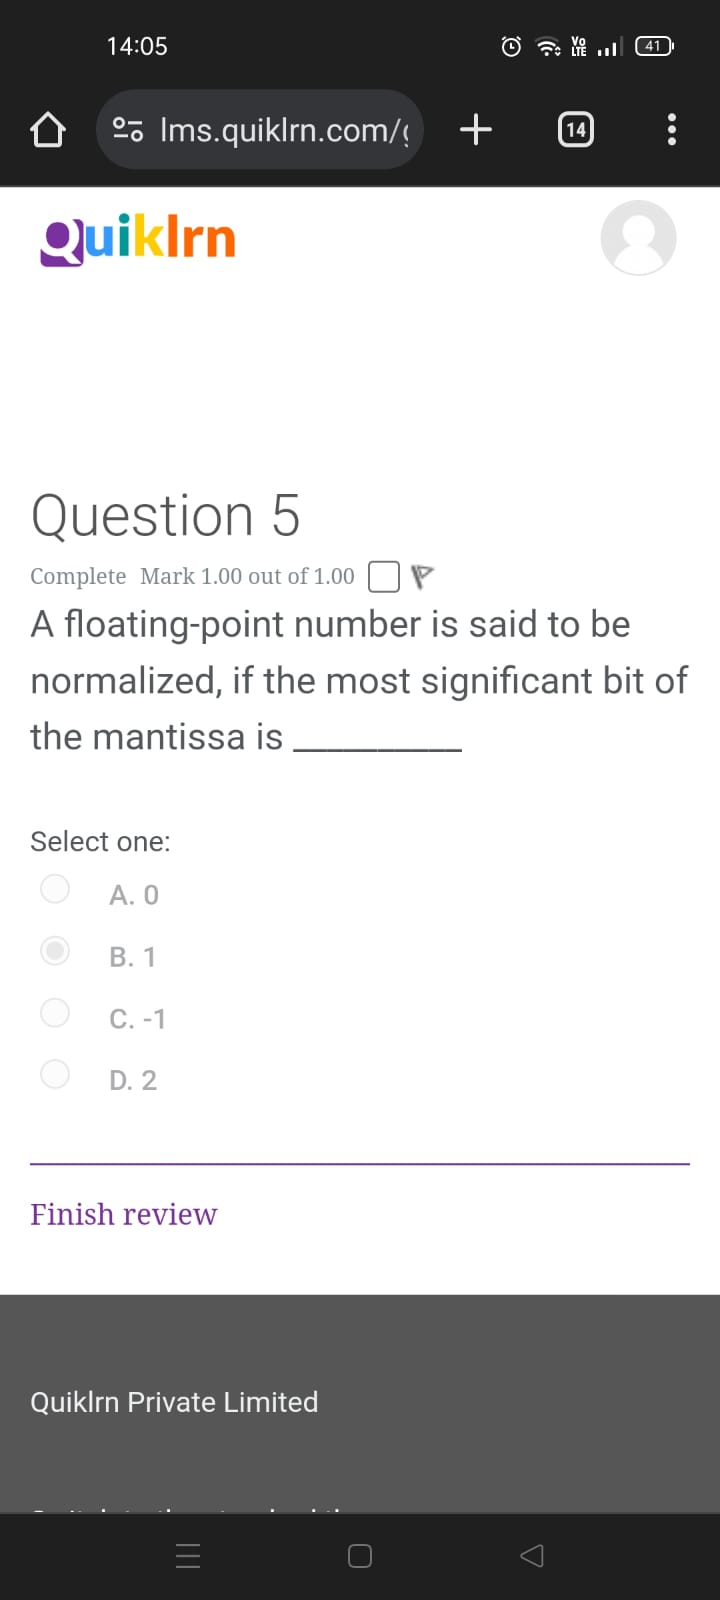 14:05
Vo
LTE
41
lms.quiklrn.com/
14
Quiklrn
Question 5
Complete Mark 1.00 out of 1.00
A floating-point number is said to be
normalized, if the most significant bit of
the mantissa is __________
Select one:
A. 0
B. 1
C. -1
D. 2
Finish review
Quiklrn Private Limited